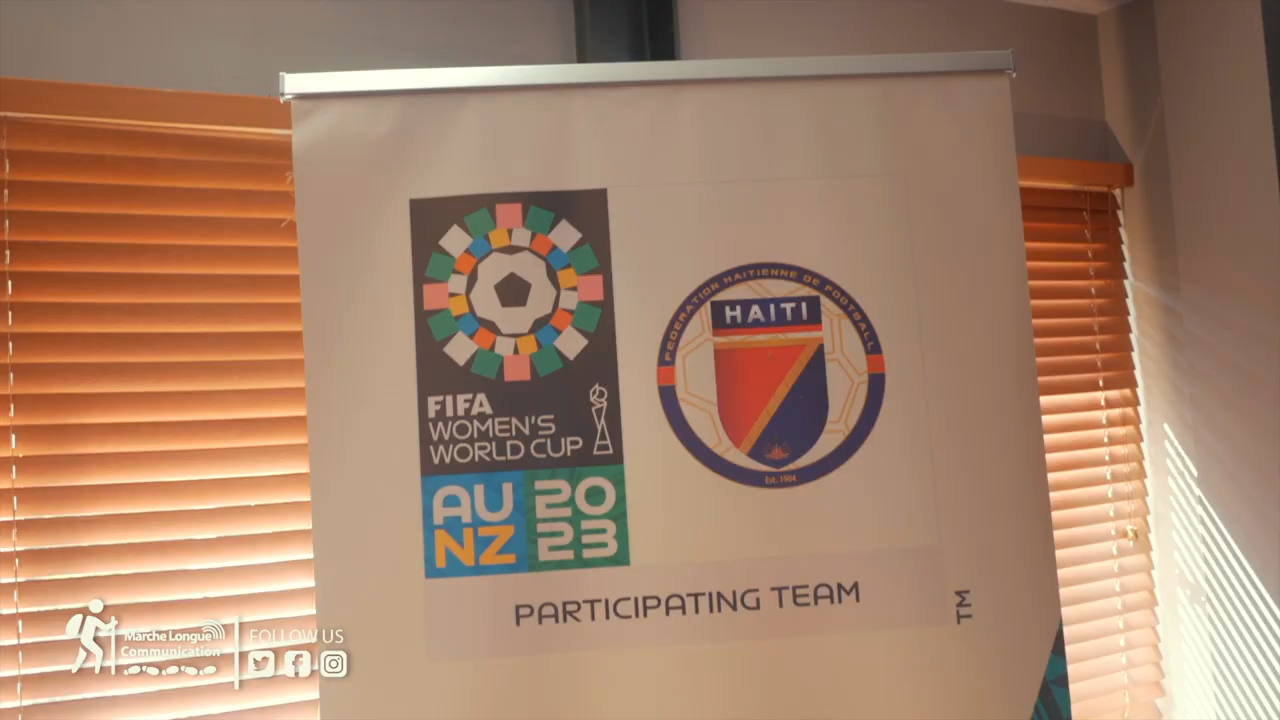 FIFA
WOMEN'S
WORLD CUP
AU
NZ
20
23
FEDERATION HAITIENNE DE FOOTBALL
HAITI
Est. 1904
PARTICIPATING TEAM
TM
Marche Longue
Communication
FOLLOW US